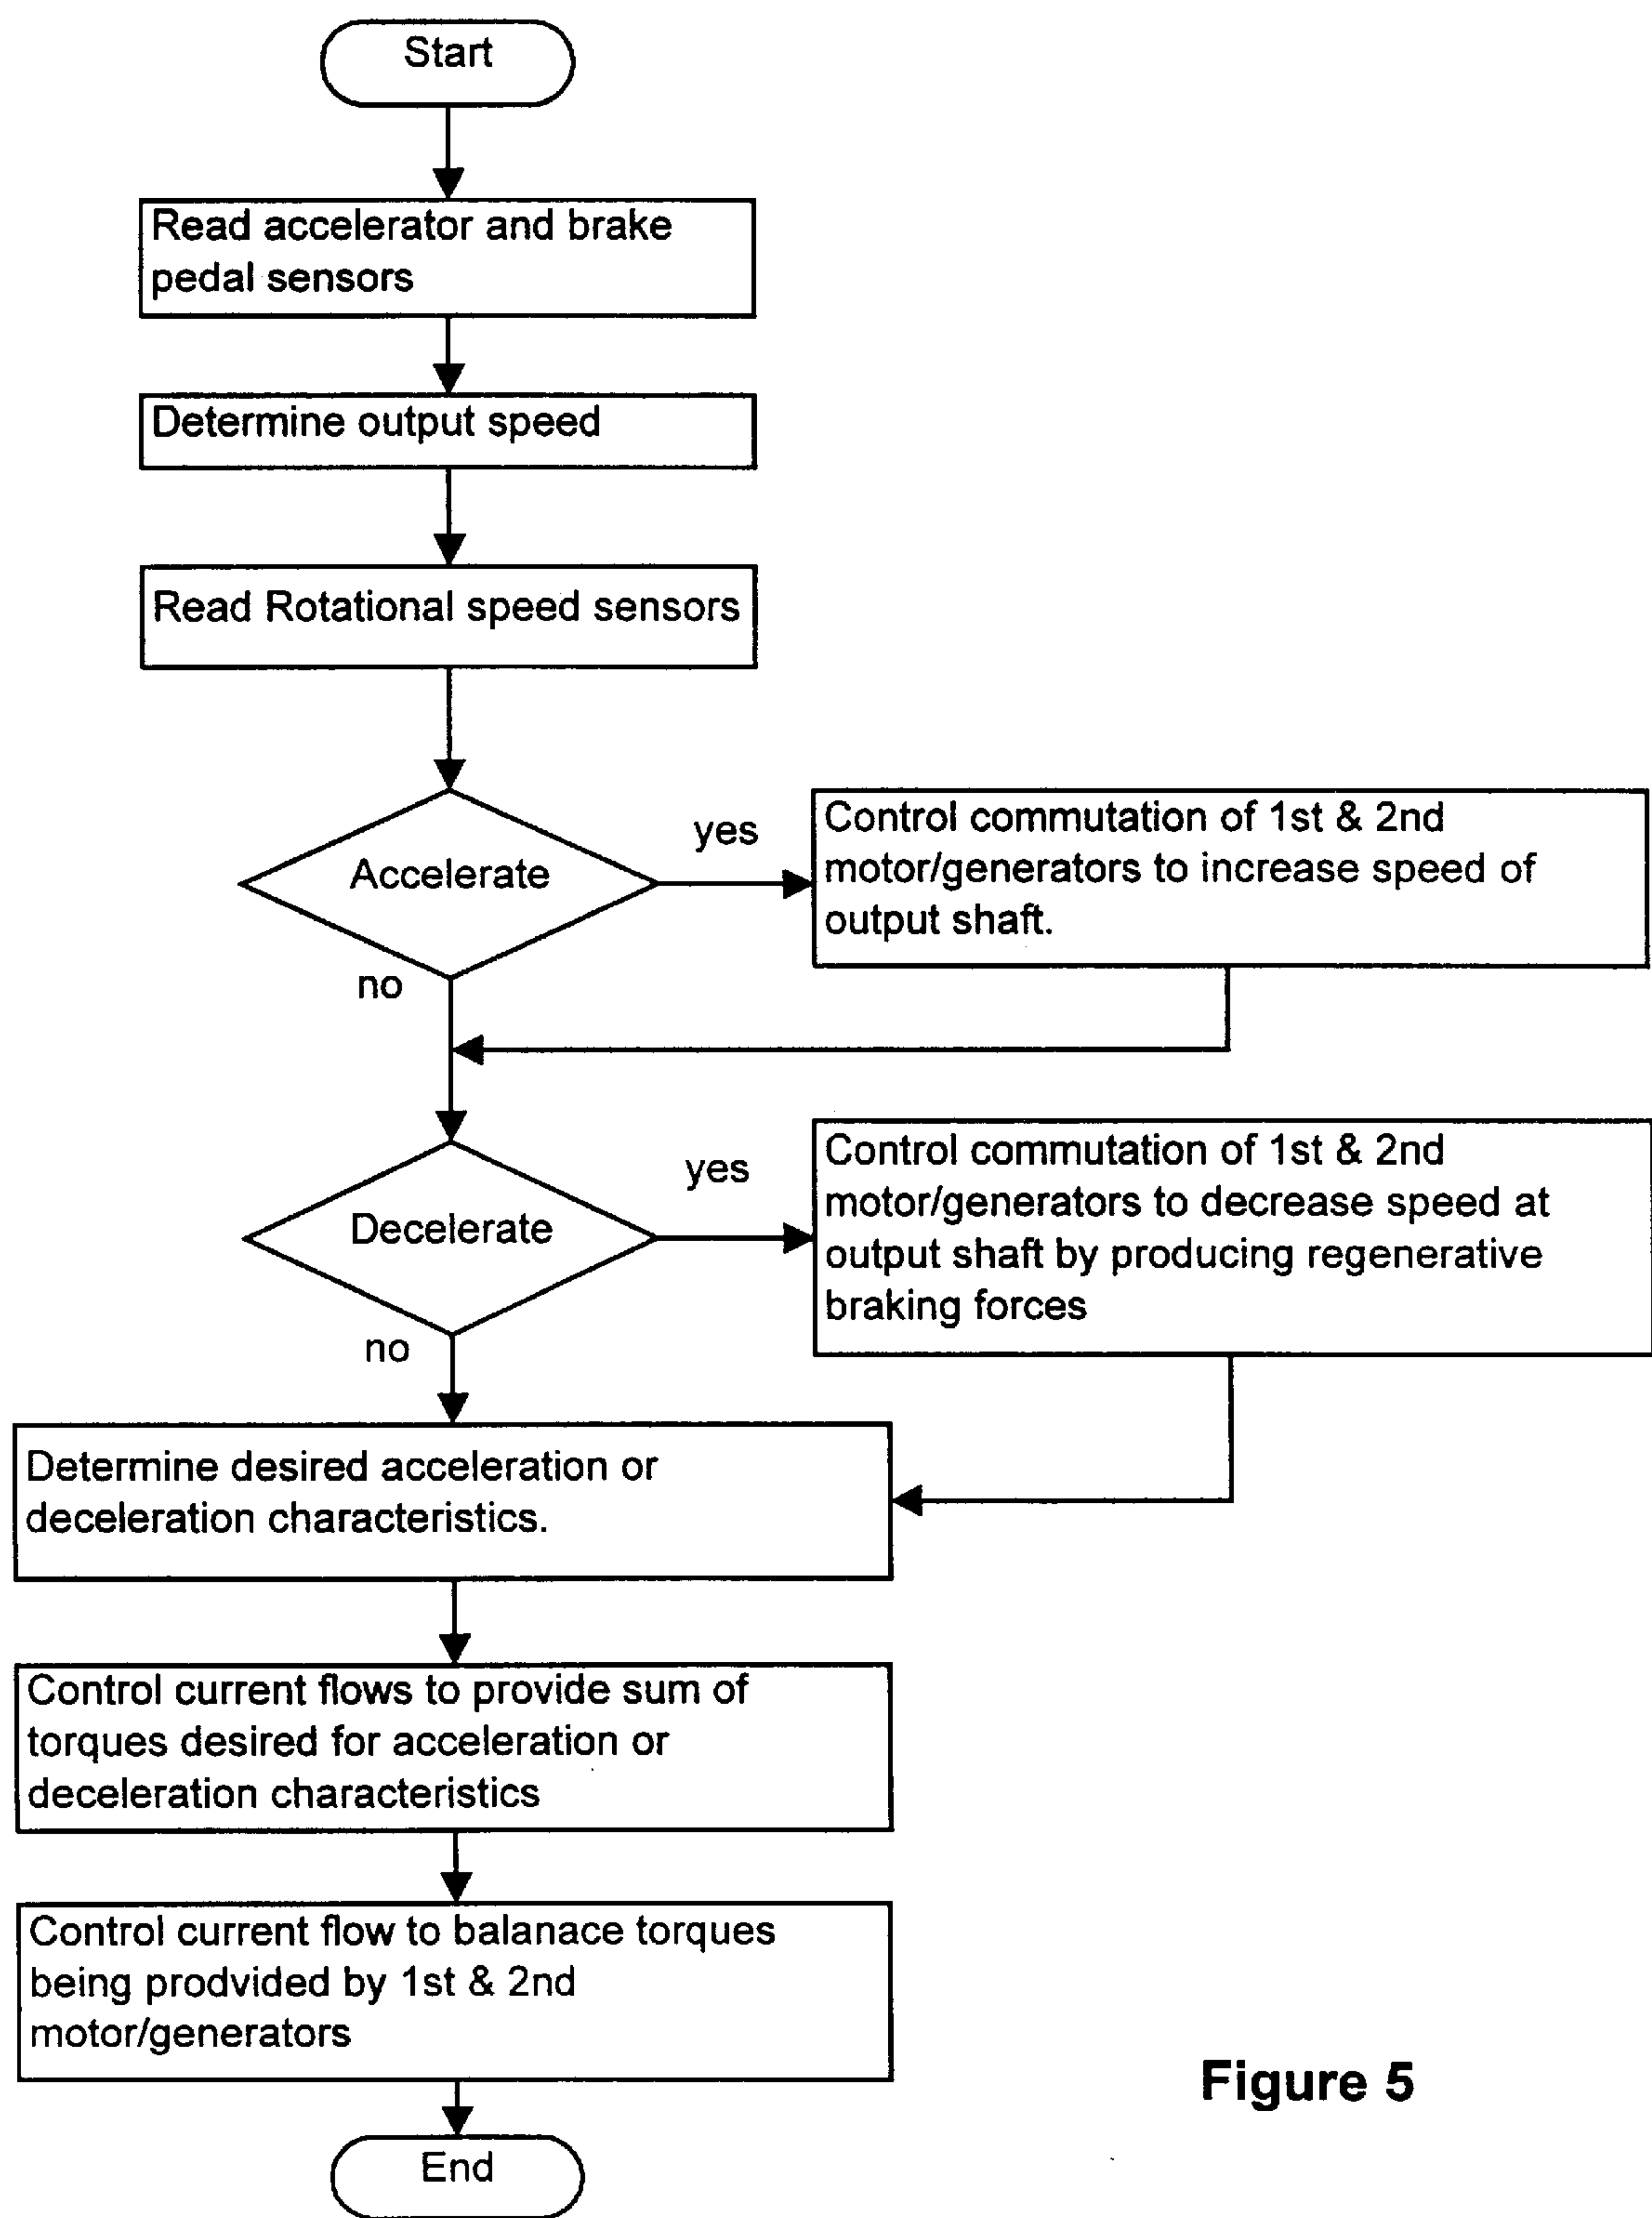 Start
Read accelerator and brake
pedal sensors
Determine output speed
Read Rotational speed sensors
Accelerate
yes
Control commutation of 1st & 2nd
motor/generators to increase speed of
output shaft.
no
Decelerate
yes
Control commutation of 1st & 2nd
motor/generators to decrease speed at
output shaft by producing regenerative
braking forces
no
Determine desired acceleration or
deceleration characteristics.
Control current flows to provide sum of
torques desired for acceleration or
deceleration characteristics
Control current flow to balanace torques
being prodvided by 1st & 2nd
motor/generators
End
Figure 5